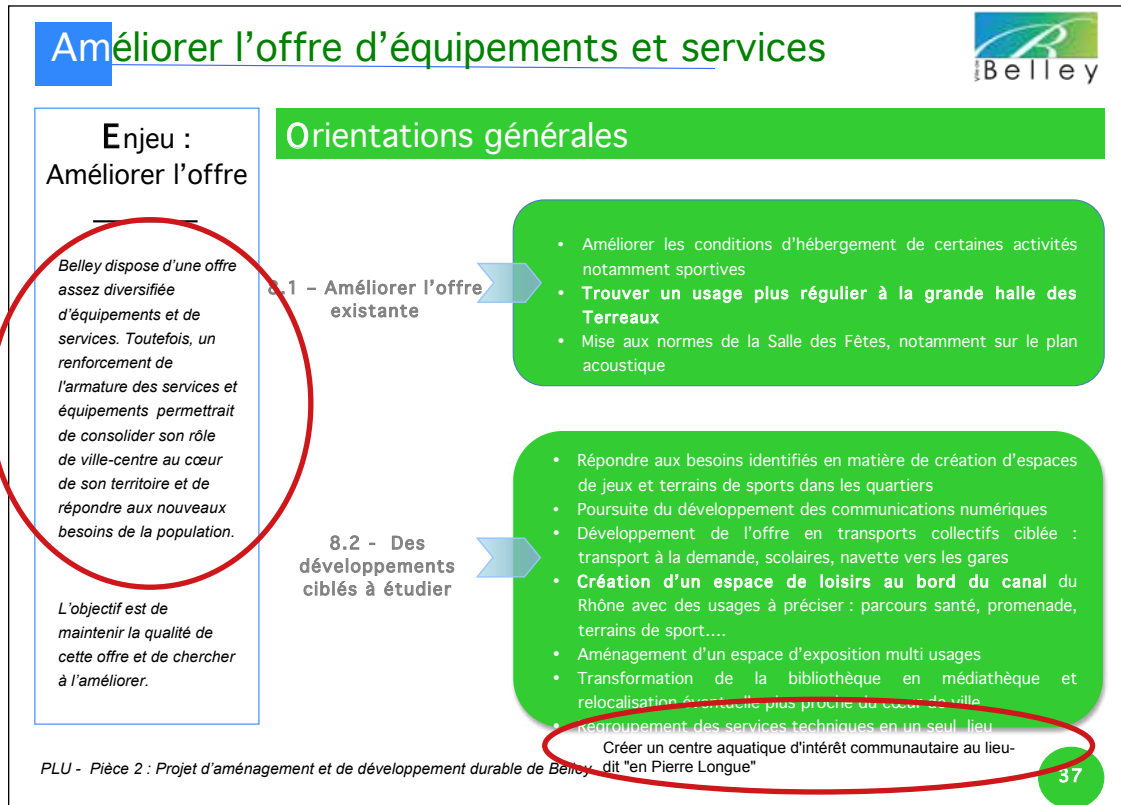 Améliorer l’offre d’équipements et services
Ville de
Belley
Enjeu :
Améliorer l’offre
Belley dispose d’une offre
assez diversifiée
d’équipements et de
services. Toutefois, un
renforcement de
l'armature des services et
équipements permettrait
de consolider son rôle
de ville-centre au cœur
de son territoire et de
répondre aux nouveaux
besoins de la population.
L’objectif est de
maintenir la qualité de
cette offre et de chercher
à l’améliorer.
Orientations générales
8.1 – Améliorer l’offre
existante
• Améliorer les conditions d’hébergement de certaines activités
notamment sportives
• Trouver un usage plus régulier à la grande halle des
Terreaux
• Mise aux normes de la Salle des Fêtes, notamment sur le plan
acoustique
8.2 - Des
développements
ciblés à étudier
• Répondre aux besoins identifiés en matière de création d’espaces
de jeux et terrains de sports dans les quartiers
• Poursuite du développement des communications numériques
• Développement de l’offre en transports collectifs ciblée :
transport à la demande, scolaires, navette vers les gares
• Création d’un espace de loisirs au bord du canal du
Rhône avec des usages à préciser : parcours santé, promenade,
terrains de sport….
• Aménagement d’un espace d’exposition multi usages
• Transformation de la bibliothèque en médiathèque et
relocalisation éventuelle plus proche du cœur de ville
• Regroupement des services techniques en un seul lieu
Créer un centre aquatique d'intérêt communautaire au lieu-
dit "en Pierre Longue"
PLU - Pièce 2 : Projet d’aménagement et de développement durable de Belley
37